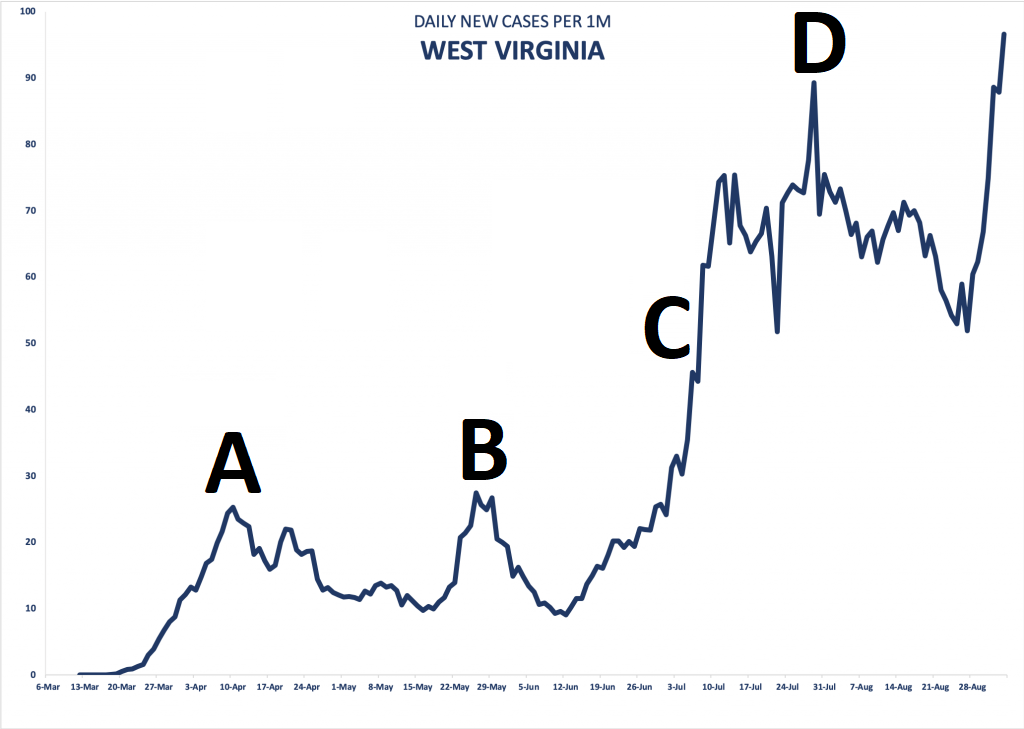 DAILY NEW CASES PER 1M
WEST VIRGINIA
100
90
80
70
60
50
40
30
20
10
0
A
B
C
D
6-Mar 13-Mar 20-Mar 27-Mar 3-Apr 10-Apr 17-Apr 24-Apr 1-May 8-May 15-May 22-May 29-May 5-Jun 12-Jun 19-Jun 26-Jun 3-Jul 10-Jul 17-Jul 24-Jul 31-Jul 7-Aug 14-Aug 21-Aug 28-Aug